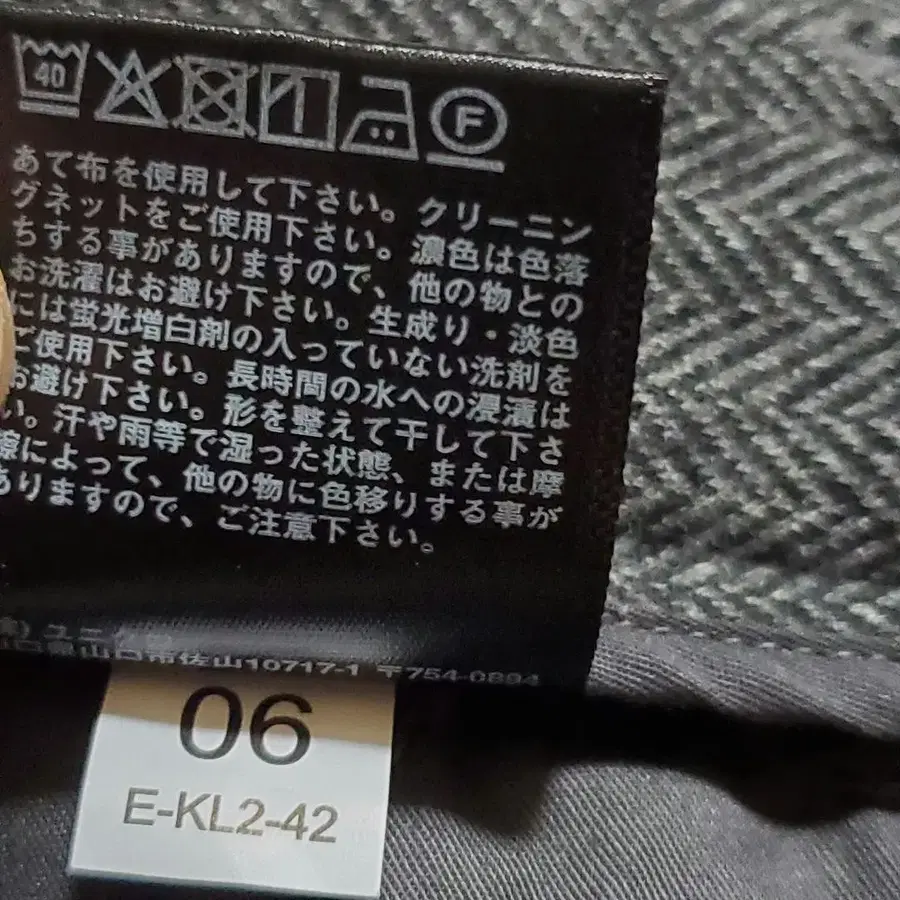 40 F
あて布を使用して下さい。クリーニン
グネットをご使用下さい。濃色は色落
ちする事がありますので、他の物との
お洗濯はお避け下さい。生成り・淡色
には蛍光増白剤の入っていない洗剤を
ご使用下さい。長時間の水への浸漬は
お避け下さい。形を整えて干して下さ
い。汗や雨等で湿った状態、または摩
擦によって、他の物に色移りする事が
ありますので、ご注意下さい。
ユニクロ
山口市佐山10717-1 〒754-0894
06
E-KL2-42